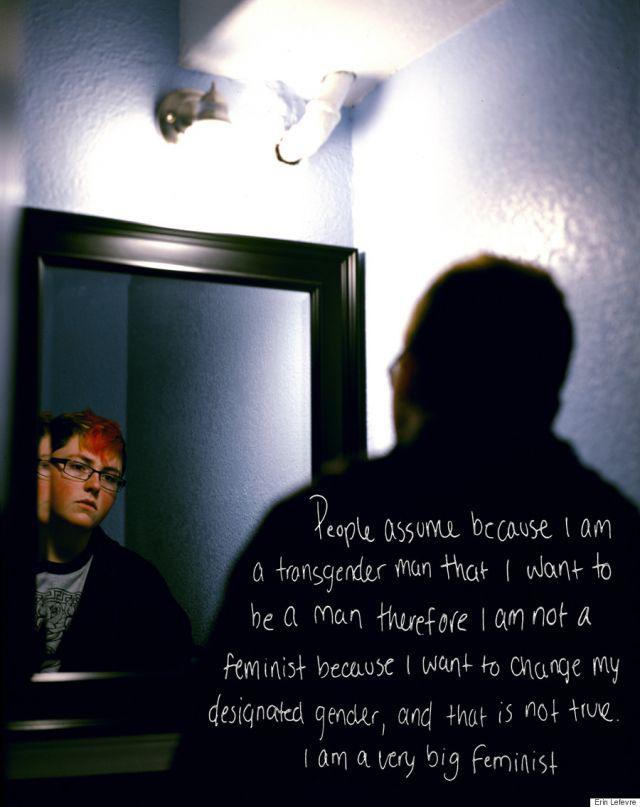 People assume because I am
a transgender man that I want to
be a man therefore I am not a
feminist because I want to change my
designated gender, and that is not true.
I am a very big feminist
Erin Lefevre